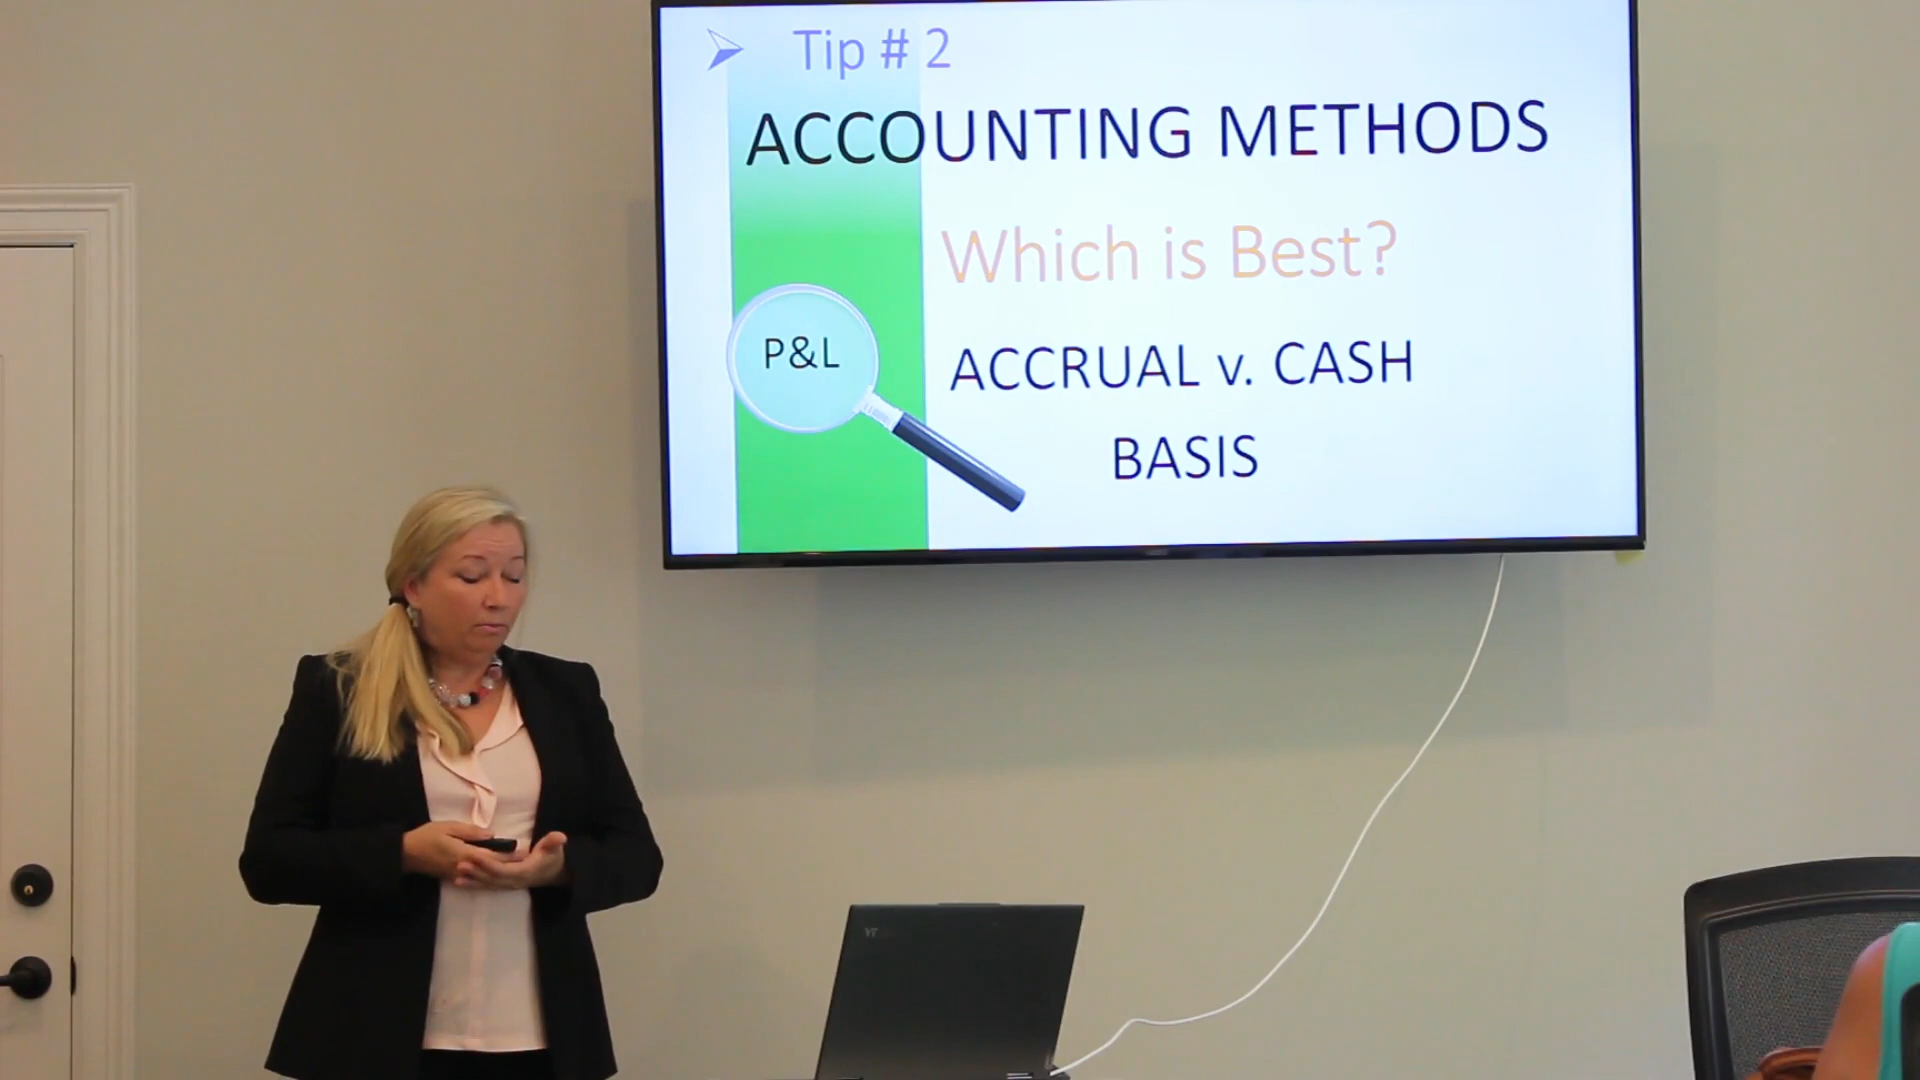 Tip # 2
ACCOUNTING METHODS
Which is Best?
P&L
ACCRUAL v. CASH
BASIS